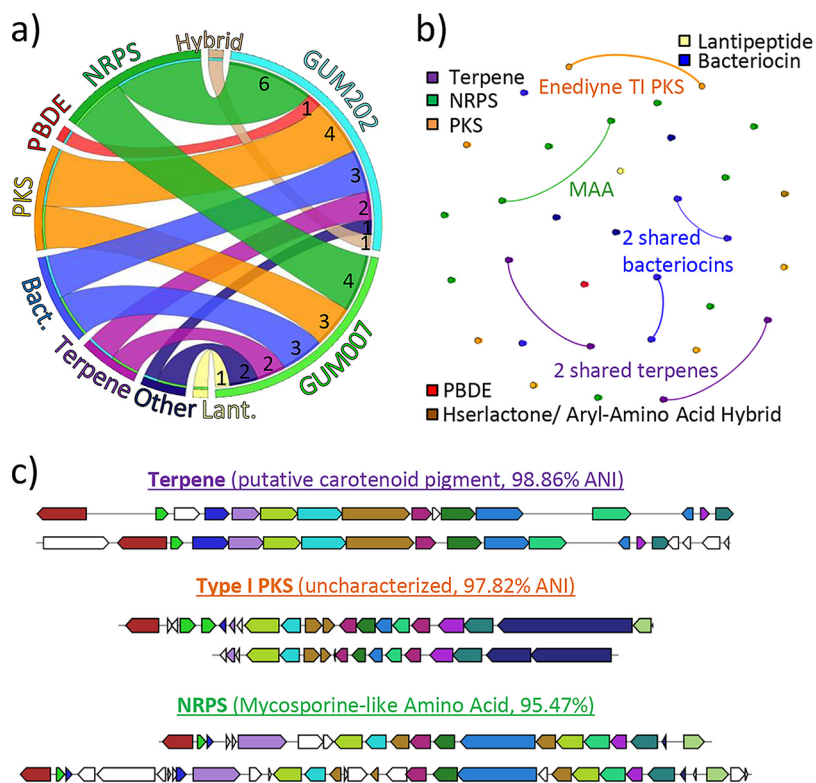 a)
Hybrid
NRPS
GUM202
PBDE
PKS
Bact.
Terpene
Other
Lant.
GUM007
6
1
4
3
2
1
1
4
3
3
2
2
1
b)
Lantipeptide
Bacteriocin
Terpene
NRPS
PKS
Enediyne TI PKS
MAA
2 shared
bacteriocins
2 shared terpenes
PBDE
Hserlactone/ Aryl-Amino Acid Hybrid
c)
Terpene (putative carotenoid pigment, 98.86% ANI)
Type I PKS (uncharacterized, 97.82% ANI)
NRPS (Mycosporine-like Amino Acid, 95.47%)